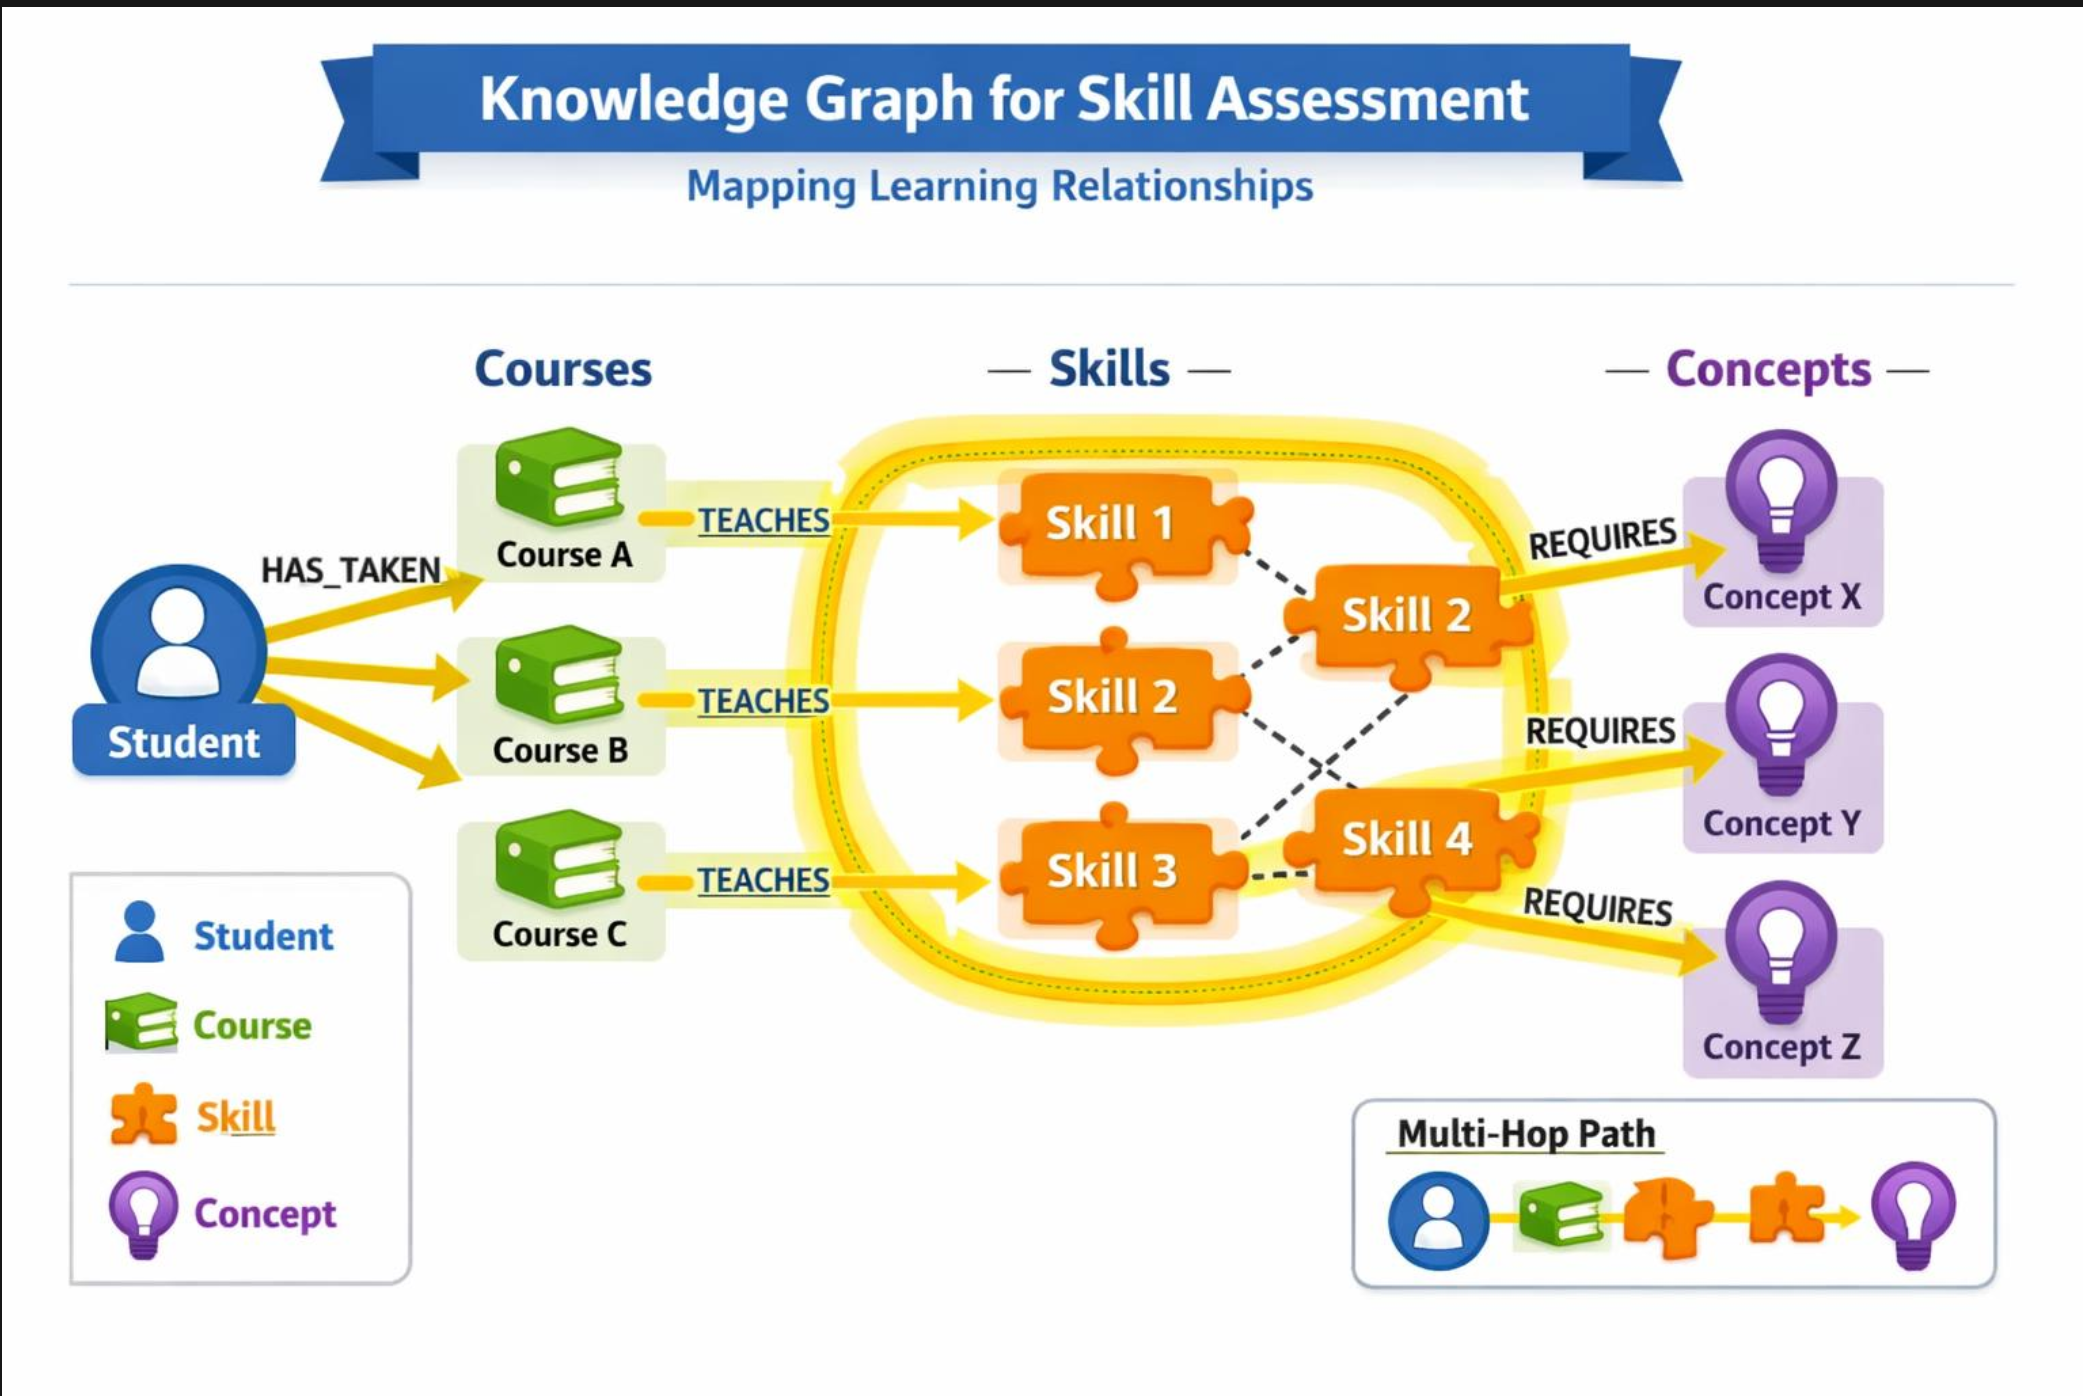 Knowledge Graph for Skill Assessment
Mapping Learning Relationships
Courses
— Skills —
— Concepts —
HAS_TAKEN
Student
Course A
Course B
Course C
TEACHES
TEACHES
TEACHES
Skill 1
Skill 2
Skill 3
Skill 2
Skill 4
REQUIRES
REQUIRES
REQUIRES
Concept X
Concept Y
Concept Z
Student
Course
Skill
Concept
Multi-Hop Path